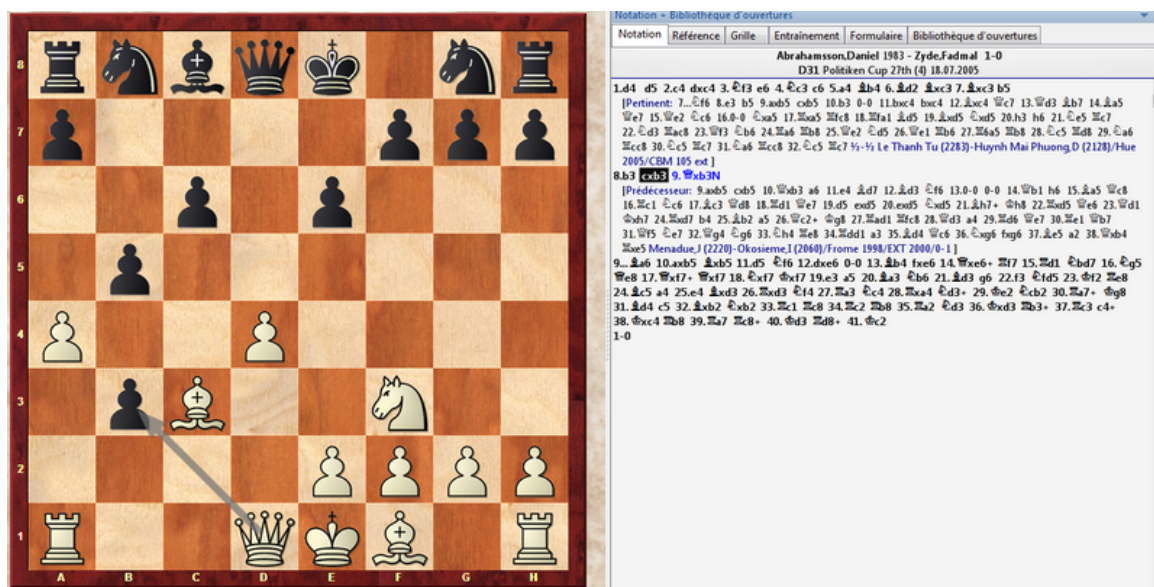 Notation + Bibliothèque d'ouvertures
Notation Référence Grille Entraînement Formulaire Bibliothèque d'ouvertures
Abrahamsson,Daniel 1983 - Zyde,Fadmal 1-0
D31 Politiken Cup 27th (4) 18.07.2005
1.d4 d5 2.c4 dxc4 3.♘f3 e6 4.♘c3 c6 5.a4 ♗b4 6.♗d2 ♗xc3 7.♗xc3 b5
[Pertinent: 7...♘f6 8.e3 b5 9.axb5 cxb5 10.b3 0-0 11.bxc4 bxc4 12.♗xc4 ♕c7 13.♕d3 ♗b7 14.♗a5
♕e7 15.♕e2 ♘c6 16.0-0 ♘xa5 17.♖xa5 ♖fc8 18.♖fa1 ♗d5 19.♗xd5 ♘xd5 20.h3 h6 21.♘e5 ♖c7
22.♘d3 ♖ac8 23.♕f3 ♘b6 24.♖a6 ♖b8 25.♕e2 ♘d5 26.♕e1 ♖b6 27.♖6a5 ♖b8 28.♘c5 ♖d8 29.♘a6
♖cc8 30.♘c5 ♖c7 31.♘a6 ♖cc8 32.♘c5 ♖c7 ½-½ Le Thanh Tu (2283)-Huynh Mai Phuong,D (2128)/Hue
2005/CBM 105 ext ]
8.b3 cxb3 9.♕xb3N
[Prédécesseur: 9.axb5 cxb5 10.♕xb3 a6 11.e4 ♗d7 12.♗d3 ♘f6 13.0-0 0-0 14.♕b1 h6 15.♗a5 ♕c8
16.♖c1 ♘c6 17.♗c3 ♕d8 18.♖d1 ♕e7 19.d5 exd5 20.exd5 ♘xd5 21.♗h7+ ♔h8 22.♖xd5 ♕e6 23.♕d1
♔xh7 24.♖xd7 b4 25.♗b2 a5 26.♕c2+ ♔g8 27.♖ad1 ♖fc8 28.♕d3 a4 29.♖d6 ♕e7 30.♖e1 ♕b7
31.♕f5 ♘e7 32.♕g4 ♘g6 33.♘h4 ♖e8 34.♖dd1 a3 35.♗d4 ♕c6 36.♘xg6 fxg6 37.♗e5 a2 38.♕xb4
♖xe5 Menadue,J (2220)-Okosieme,I (2060)/Frome 1998/EXT 2000/0-1 ]
9...♗a6 10.axb5 ♗xb5 11.d5 ♘f6 12.dxe6 0-0 13.♗b4 fxe6 14.♕xe6+ ♖f7 15.♖d1 ♘bd7 16.♘g5
♕e8 17.♕xf7+ ♕xf7 18.♘xf7 ♔xf7 19.e3 a5 20.♗a3 ♘b6 21.♗d3 g6 22.f3 ♘fd5 23.♔f2 ♖e8
24.♗c5 a4 25.e4 ♗xd3 26.♖xd3 ♘f4 27.♖a3 ♘c4 28.♖xa4 ♘d3+ 29.♔e2 ♘cb2 30.♖a7+ ♔g8
31.♗d4 c5 32.♗xb2 ♘xb2 33.♖c1 ♖c8 34.♖c2 ♖b8 35.♖a2 ♘d3 36.♔xd3 ♖b3+ 37.♖c3 c4+
38.♔xc4 ♖b8 39.♖a7 ♖c8+ 40.♔d3 ♖d8+ 41.♔c2
1-0
8
7
6
5
4
3
2
1
A B C D E F G H